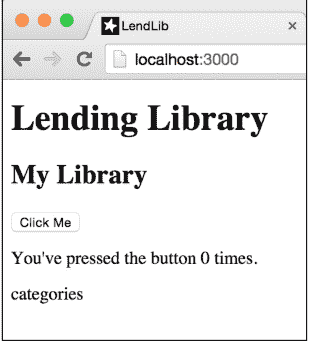 LendLib
localhost:3000
Lending Library
My Library
Click Me
You've pressed the button 0 times.
categories